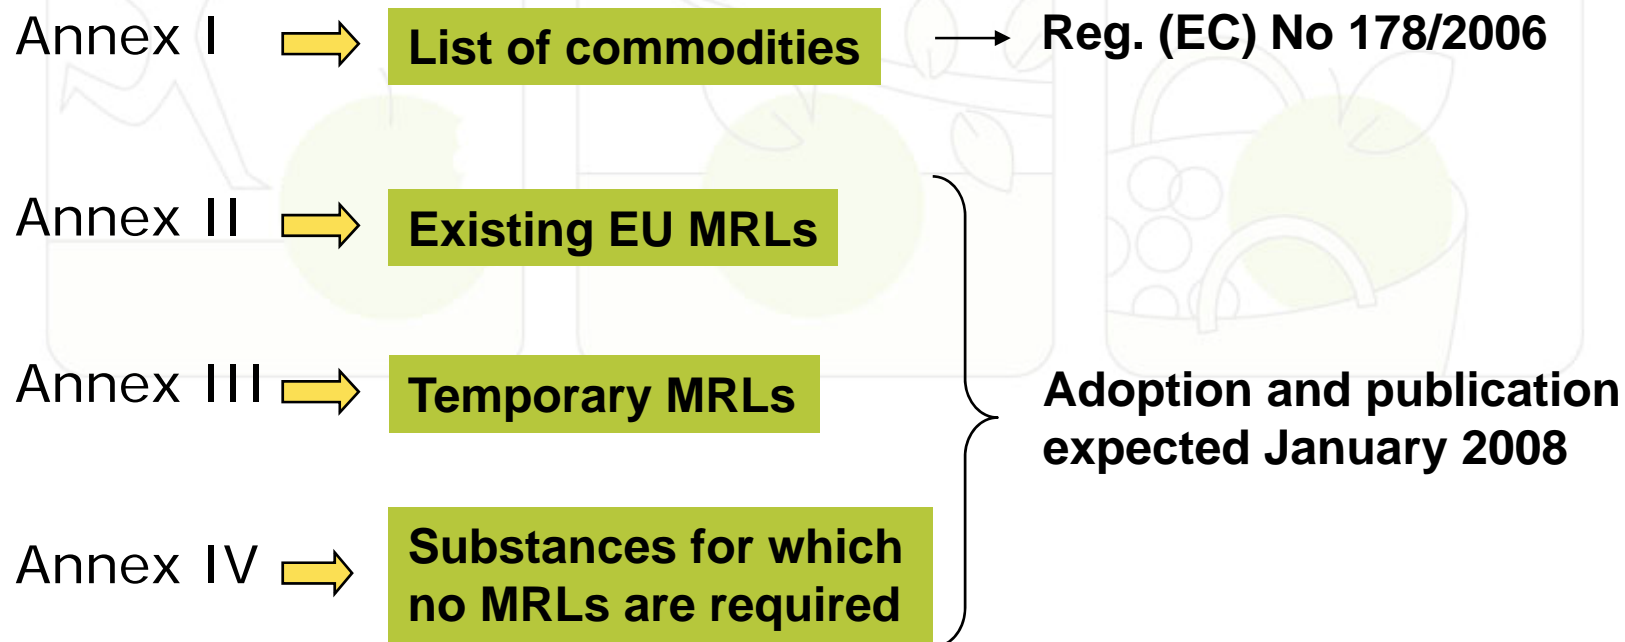 Annex I
List of commodities
Reg. (EC) No 178/2006
Annex II
Existing EU MRLs
Annex III
Temporary MRLs
Adoption and publication
expected January 2008
Annex IV
Substances for which
no MRLs are required